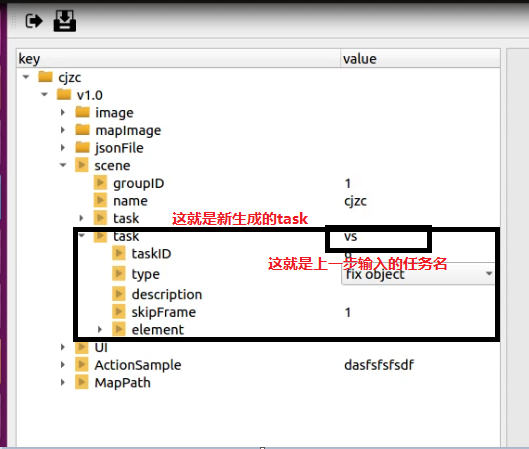 key value
cjzc
v1.0
image
mapImage
jsonFile
scene
groupID 1
name cjzc
task 这就是新生成的task
task vs
taskID
这就是上一步输入的任务名
type fix object
description
skipFrame 1
element
UI
ActionSample dasfsfsfsdf
MapPath